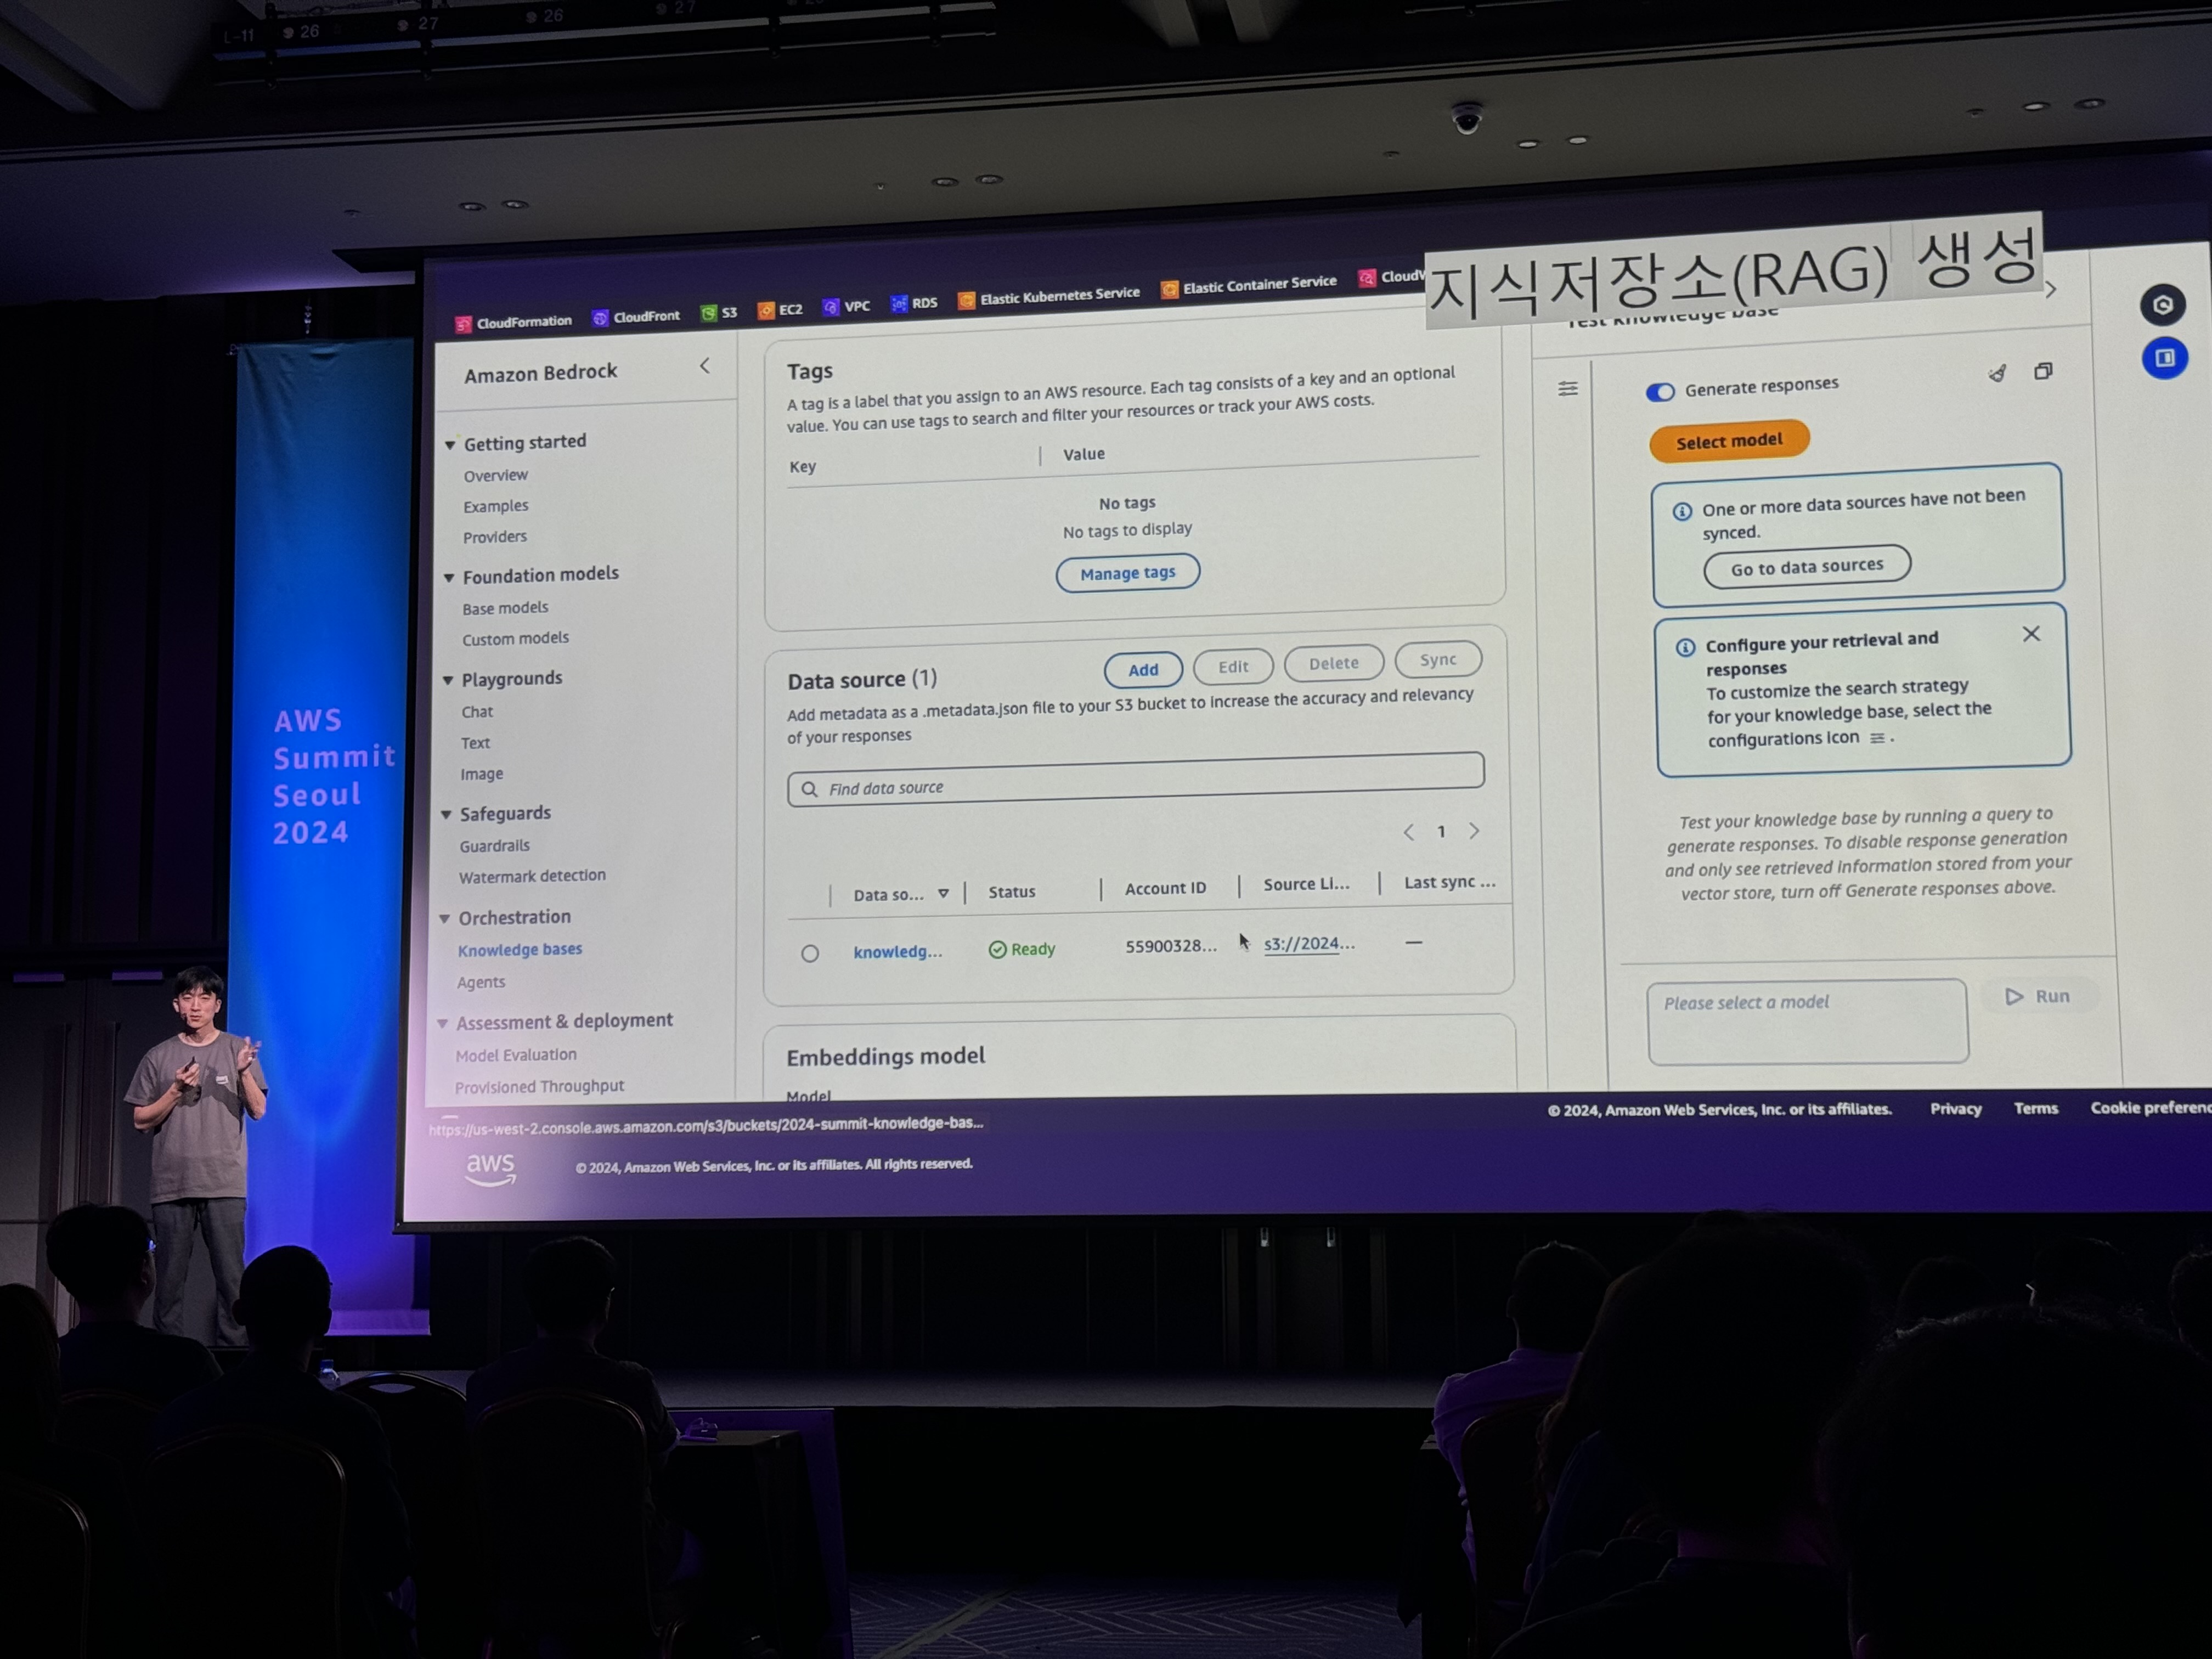 L-11 26 27 26 27
지식저장소(RAG) 생성
CloudFormation CloudFront S3 EC2 VPC RDS Elastic Kubernetes Service Elastic Container Service
Amazon Bedrock
Getting started
Overview
Examples
Providers
Foundation models
Base models
Custom models
Playgrounds
Chat
Text
Image
Safeguards
Guardrails
Watermark detection
Orchestration
Knowledge bases
Agents
Assessment & deployment
Model Evaluation
Provisioned Throughput
Tags
A tag is a label that you assign to an AWS resource. Each tag consists of a key and an optional
value. You can use tags to search and filter your resources or track your AWS costs.
Key Value
No tags
No tags to display
Manage tags
Data source (1)
Add Edit Delete Sync
Add metadata as a .metadata.json file to your S3 bucket to increase the accuracy and relevancy
of your responses
Find data source
1
Data so... Status Account ID Source Li... Last sync ...
knowledg... Ready 55900328... s3://2024... —
Embeddings model
Model
Test knowledge base
Generate responses
Select model
One or more data sources have not been
synced.
Go to data sources
Configure your retrieval and
responses
To customize the search strategy
for your knowledge base, select the
configurations icon .
Test your knowledge base by running a query to
generate responses. To disable response generation
and only see retrieved information stored from your
vector store, turn off Generate responses above.
Please select a model
Run
https://us-west-2.console.aws.amazon.com/s3/buckets/2024-summit-knowledge-bas...
© 2024, Amazon Web Services, Inc. or its affiliates. Privacy Terms Cookie preferenc
aws
© 2024, Amazon Web Services, Inc. or its affiliates. All rights reserved.
AWS
Summit
Seoul
2024